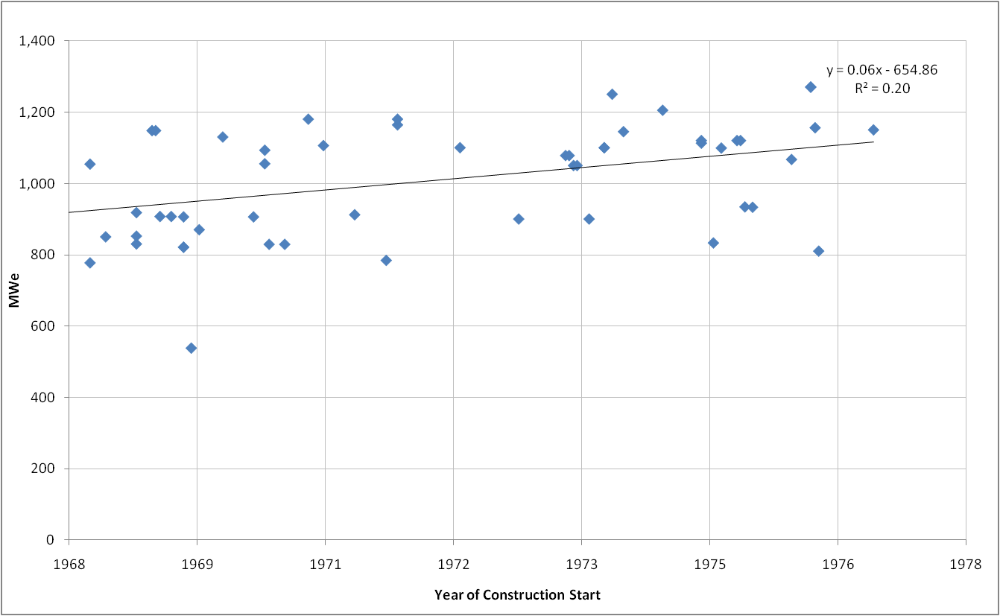 1,400
1,200
1,000
800
600
400
200
0
MWe
y = 0.06x - 654.86
R² = 0.20
1968 1969 1971 1972 1973 1975 1976 1978
Year of Construction Start